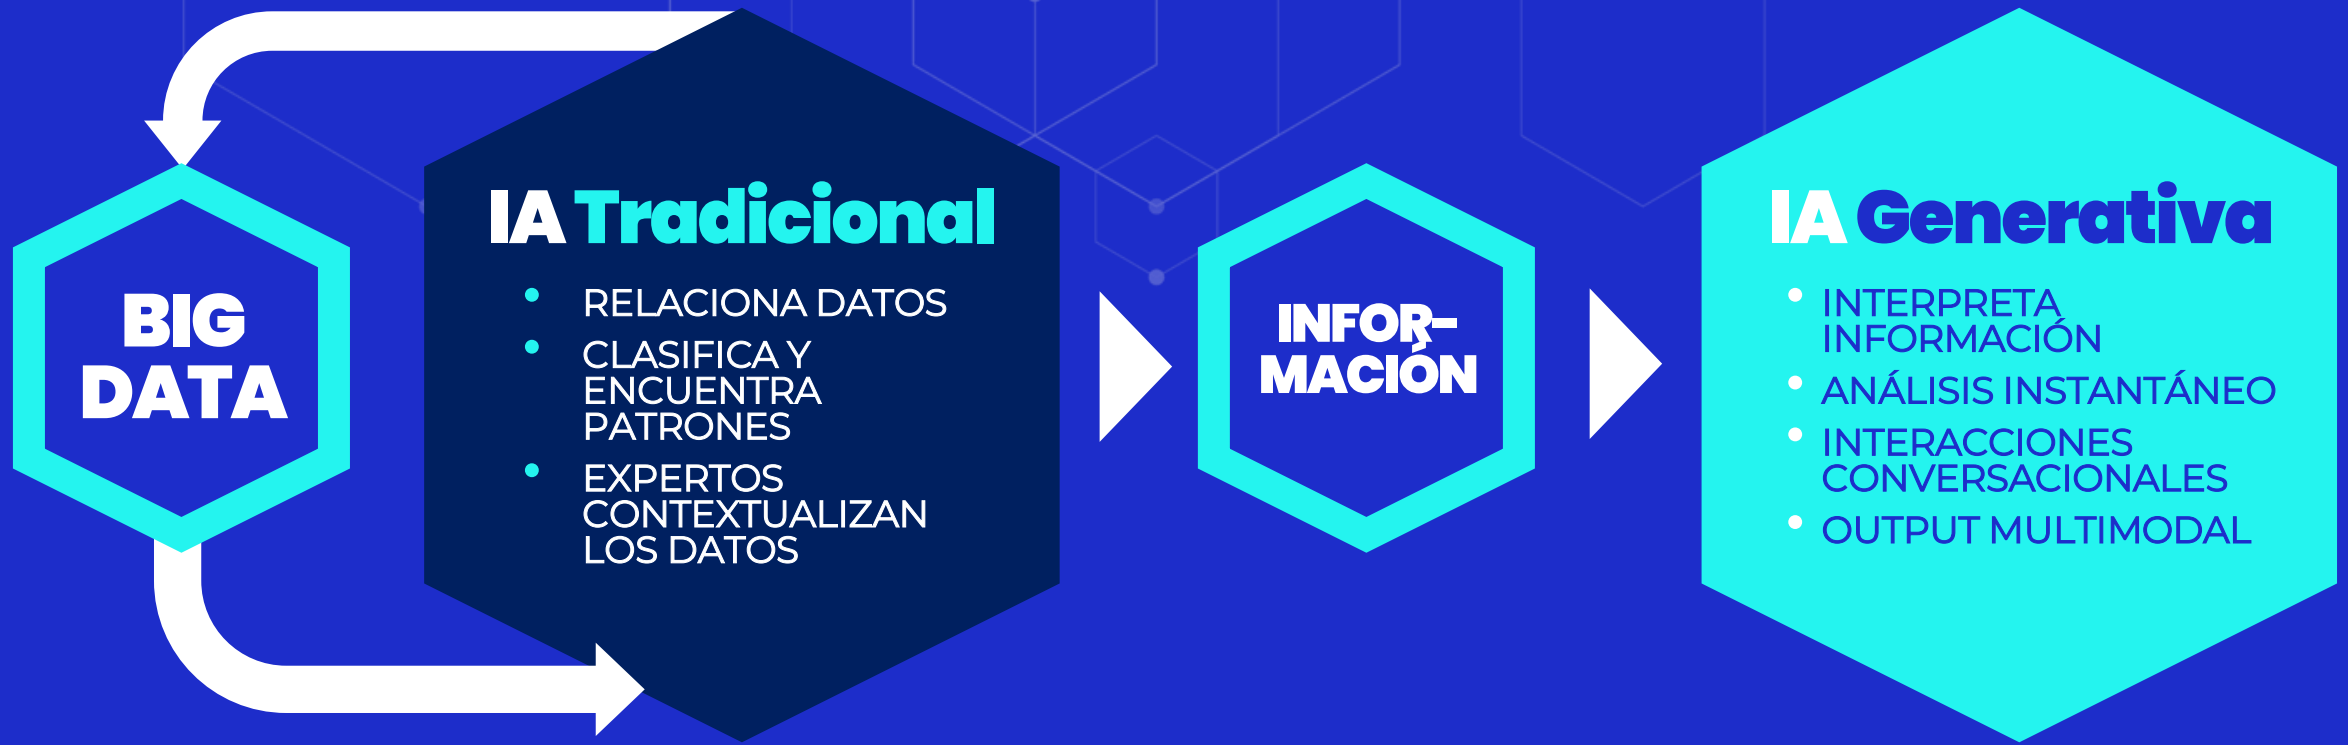 BIG
DATA
IA Tradicional
• RELACIONA DATOS
• CLASIFICA Y
ENCUENTRA
PATRONES
• EXPERTOS
CONTEXTUALIZAN
LOS DATOS
INFOR-
MACIÓN
IA Generativa
• INTERPRETA
INFORMACIÓN
• ANÁLISIS INSTANTÁNEO
• INTERACCIONES
CONVERSACIONALES
• OUTPUT MULTIMODAL